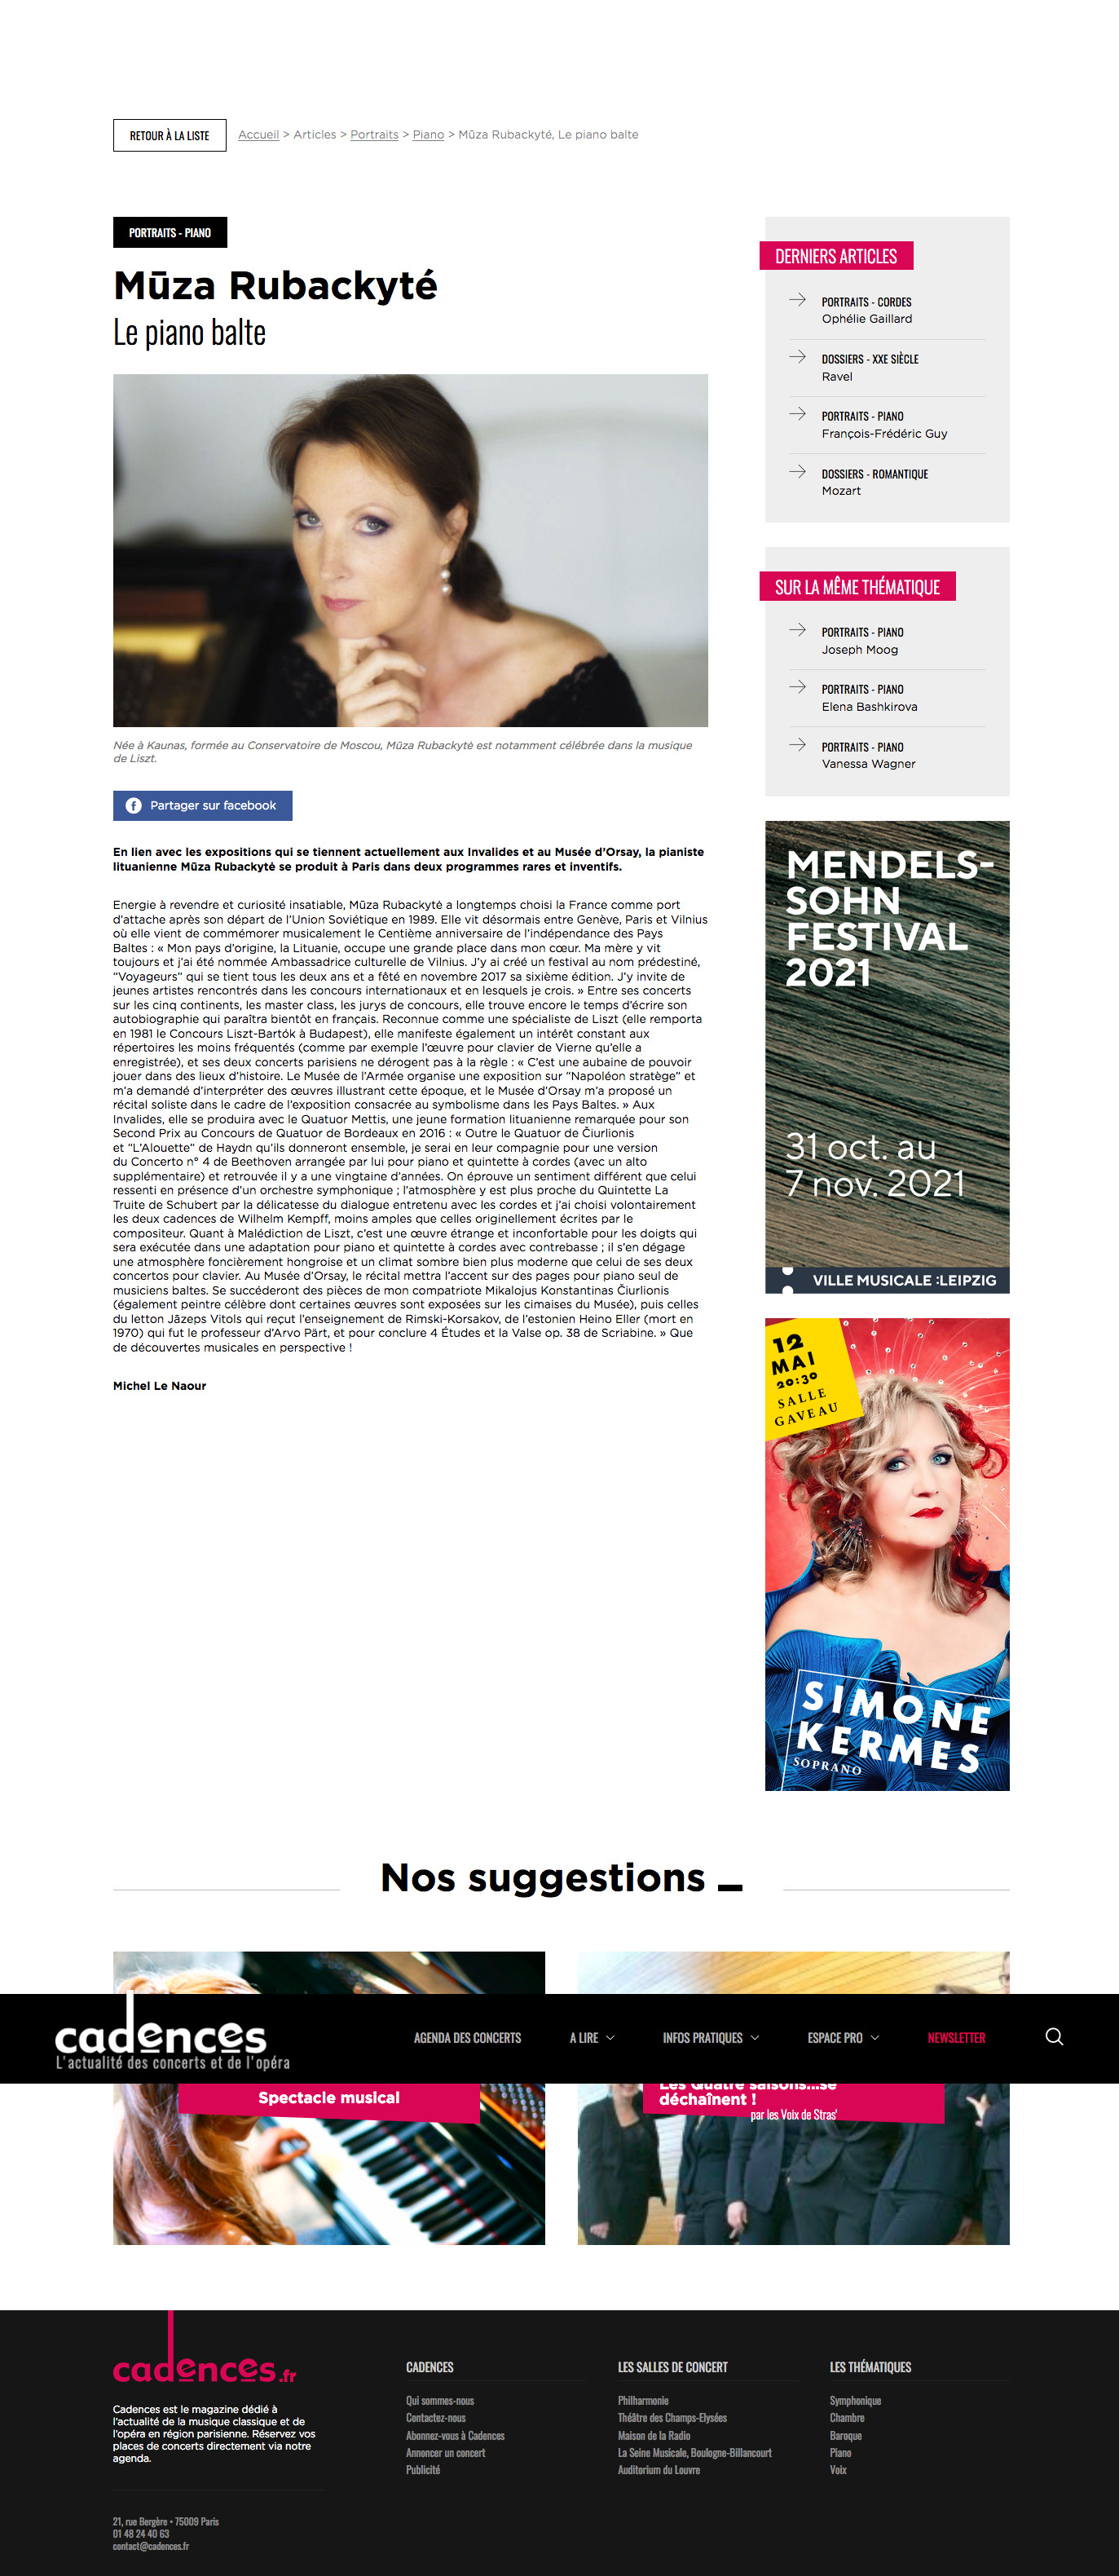 RETOUR À LA LISTE
Accueil > Articles > Portraits > Piano > Mūza Rubackyté, Le piano balte
PORTRAITS - PIANO
Mūza Rubackyté
Le piano balte
Née à Kaunas, formée au Conservatoire de Moscou, Mūza Rubackyté est notamment célébrée dans la musique
de Liszt.
Partager sur facebook
En lien avec les expositions qui se tiennent actuellement aux Invalides et au Musée d’Orsay, la pianiste
lituanienne Mūza Rubackyté se produit à Paris dans deux programmes rares et inventifs.
Energie à revendre et curiosité insatiable, Mūza Rubackyté a longtemps choisi la France comme port
d’attache après son départ de l’Union Soviétique en 1989. Elle vit désormais entre Genève, Paris et Vilnius
où elle vient de commémorer musicalement le Centième anniversaire de l’indépendance des Pays
Baltes : « Mon pays d’origine, la Lituanie, occupe une grande place dans mon cœur. Ma mère y vit
toujours et j’ai été nommée Ambassadrice culturelle de Vilnius. J’y ai créé un festival au nom prédestiné,
“Voyageurs” qui se tient tous les deux ans et a fêté en novembre 2017 sa sixième édition. J’y invite de
jeunes artistes rencontrés dans les concours internationaux et en lesquels je crois. » Entre ses concerts
sur les cinq continents, les master class, les jurys de concours, elle trouve encore le temps d’écrire son
autobiographie qui paraîtra bientôt en français. Reconnue comme une spécialiste de Liszt (elle remporta
en 1981 le Concours Liszt-Bartók à Budapest), elle manifeste également un intérêt constant aux
répertoires les moins fréquentés (comme par exemple l’œuvre pour clavier de Vierne qu’elle a
enregistrée), et ses deux concerts parisiens ne dérogent pas à la règle : « C’est une aubaine de pouvoir
jouer dans des lieux d’histoire. Le Musée de l’Armée organise une exposition sur “Napoléon stratège” et
m’a demandé d’interpréter des œuvres illustrant cette époque, et le Musée d’Orsay m’a proposé un
récital soliste dans le cadre de l’exposition consacrée au symbolisme dans les Pays Baltes. » Aux
Invalides, elle se produira avec le Quatuor Mettis, une jeune formation lituanienne remarquée pour son
Second Prix au Concours de Quatuor de Bordeaux en 2016 : « Outre le Quatuor de Čiurlionis
et “L’Alouette” de Haydn qu’ils donneront ensemble, je serai en leur compagnie pour une version
du Concerto n° 4 de Beethoven arrangée par lui pour piano et quintette à cordes (avec un alto
supplémentaire) et retrouvée il y a une vingtaine d’années. On éprouve un sentiment différent que celui
ressenti en présence d’un orchestre symphonique ; l’atmosphère y est plus proche du Quintette La
Truite de Schubert par la délicatesse du dialogue entretenu avec les cordes et j’ai choisi volontairement
les deux cadences de Wilhelm Kempff, moins amples que celles originellement écrites par le
compositeur. Quant à Malédiction de Liszt, c’est une œuvre étrange et inconfortable pour les doigts qui
sera exécutée dans une adaptation pour piano et quintette à cordes avec contrebasse ; il s’en dégage
une atmosphère foncièrement hongroise et un climat sombre bien plus moderne que celui de ses deux
concertos pour clavier. Au Musée d’Orsay, le récital mettra l’accent sur des pages pour piano seul de
musiciens baltes. Se succéderont des pièces de mon compatriote Mikalojus Konstantinas Čiurlionis
(également peintre célèbre dont certaines œuvres sont exposées sur les cimaises du Musée), puis celles
du letton Jāzeps Vitols qui reçut l’enseignement de Rimski-Korsakov, de l’estonien Heino Eller (mort en
1970) qui fut le professeur d’Arvo Pärt, et pour conclure 4 Études et la Valse op. 38 de Scriabine. » Que
de découvertes musicales en perspective !
Michel Le Naour
DERNIERS ARTICLES
PORTRAITS - CORDES
Ophélie Gaillard
DOSSIERS - XXE SIÈCLE
Ravel
PORTRAITS - PIANO
François-Frédéric Guy
DOSSIERS - ROMANTIQUE
Mozart
SUR LA MÊME THÉMATIQUE
PORTRAITS - PIANO
Joseph Moog
PORTRAITS - PIANO
Elena Bashkirova
PORTRAITS - PIANO
Vanessa Wagner
MENDELS-
SOHN
FESTIVAL
2021
31 oct. au
7 nov. 2021
VILLE MUSICALE :LEIPZIG
12
MAI
20:30
SALLE
GAVEAU
SIMONE
KERMES
SOPRANO
Nos suggestions
cadences
L'actualité des concerts et de l'opéra
AGENDA DES CONCERTS
A LIRE
INFOS PRATIQUES
ESPACE PRO
NEWSLETTER
Spectacle musical
Les Quatre saisons...se
déchaînent !
par les Voix de Stras'
cadences.fr
Cadences est le magazine dédié à
l’actualité de la musique classique et de
l’opéra en région parisienne. Réservez vos
places de concerts directement via notre
agenda.
21, rue Bergère • 75009 Paris
01 48 24 40 63
contact@cadences.fr
CADENCES
Qui sommes-nous
Contactez-nous
Abonnez-vous à Cadences
Annoncer un concert
Publicité
LES SALLES DE CONCERT
Philharmonie
Théâtre des Champs-Elysées
Maison de la Radio
La Seine Musicale, Boulogne-Billancourt
Auditorium du Louvre
LES THÉMATIQUES
Symphonique
Chambre
Baroque
Piano
Voix